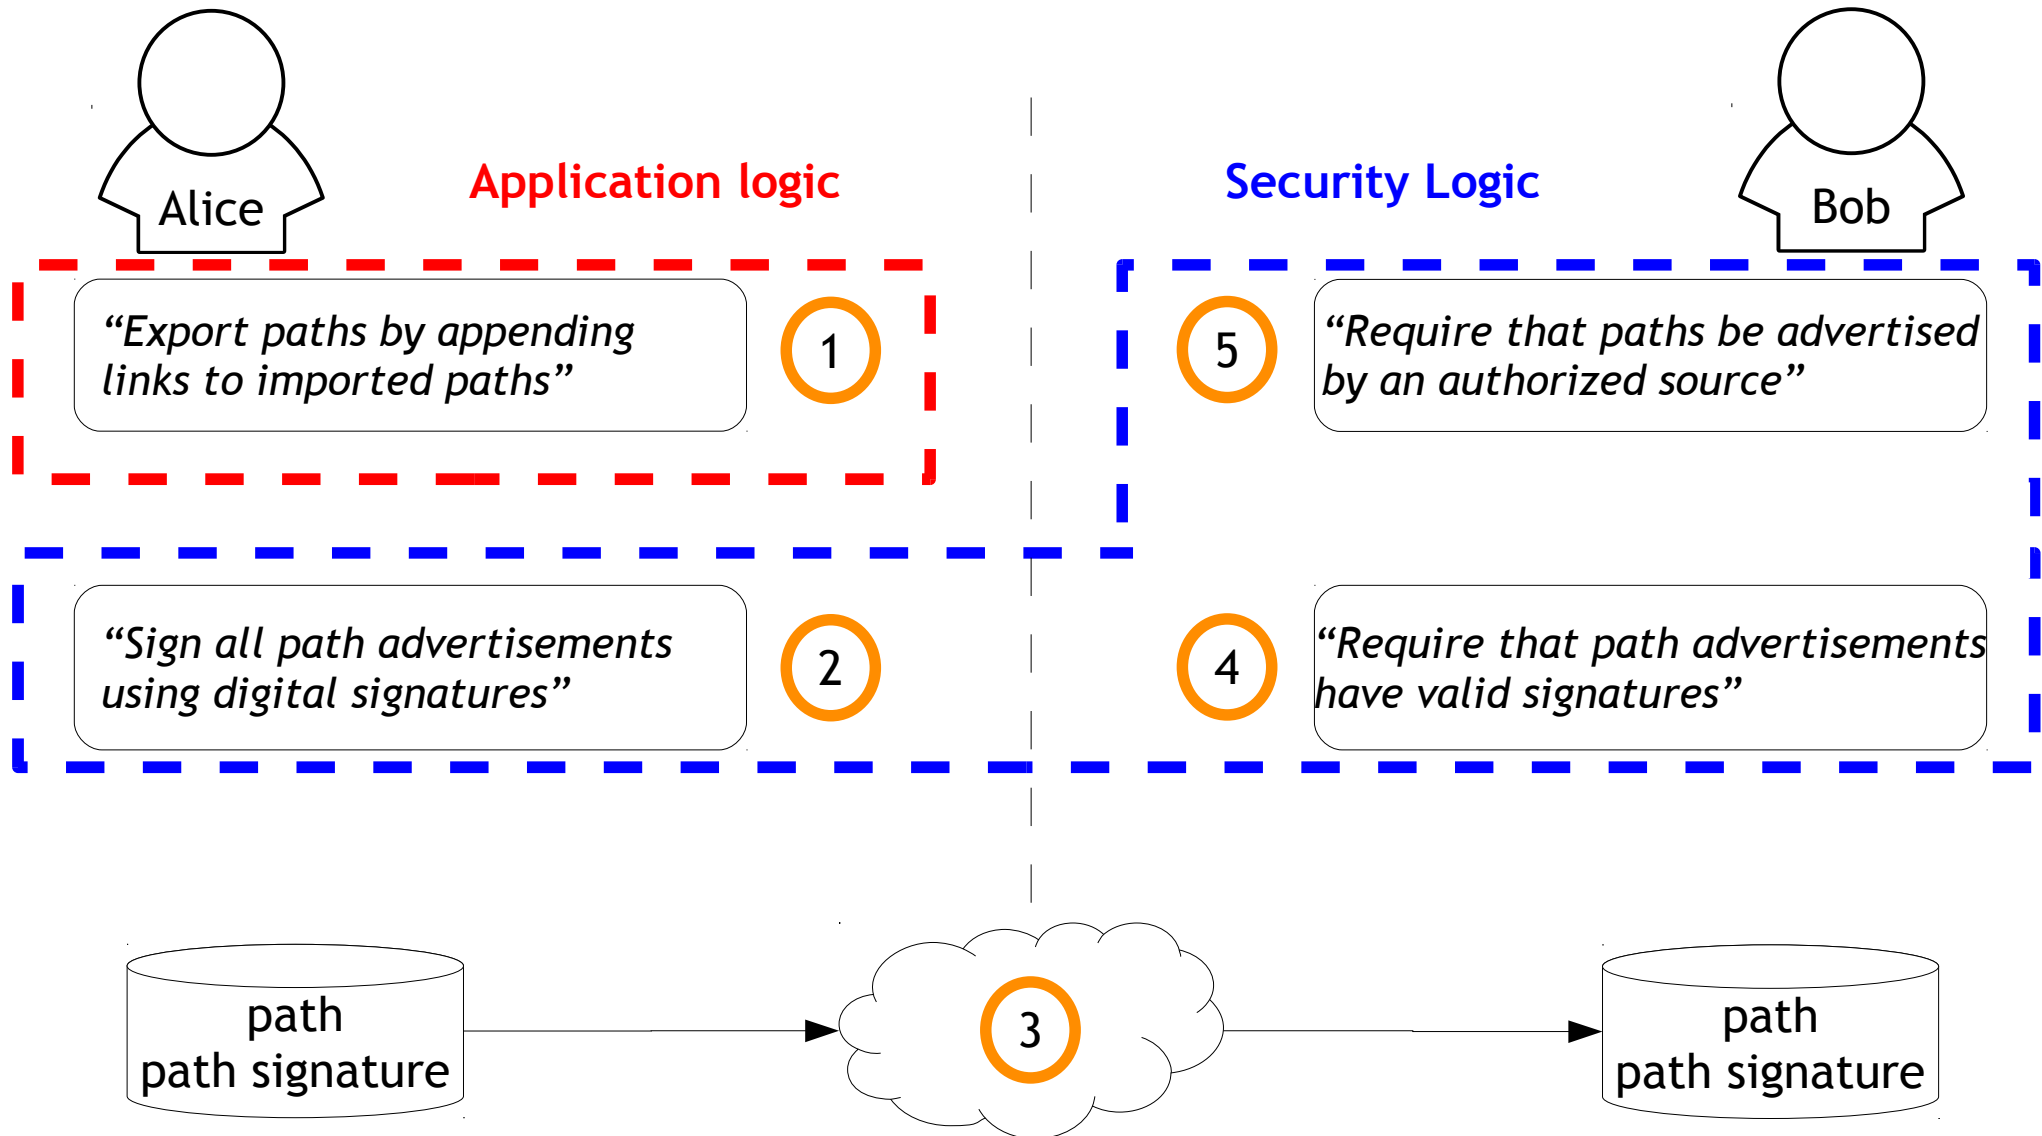 Alice
Application logic
Security Logic
Bob
“Export paths by appending
links to imported paths”
1
5
“Require that paths be advertised
by an authorized source”
“Sign all path advertisements
using digital signatures”
2
4
“Require that path advertisements
have valid signatures”
path
path signature
3
path
path signature